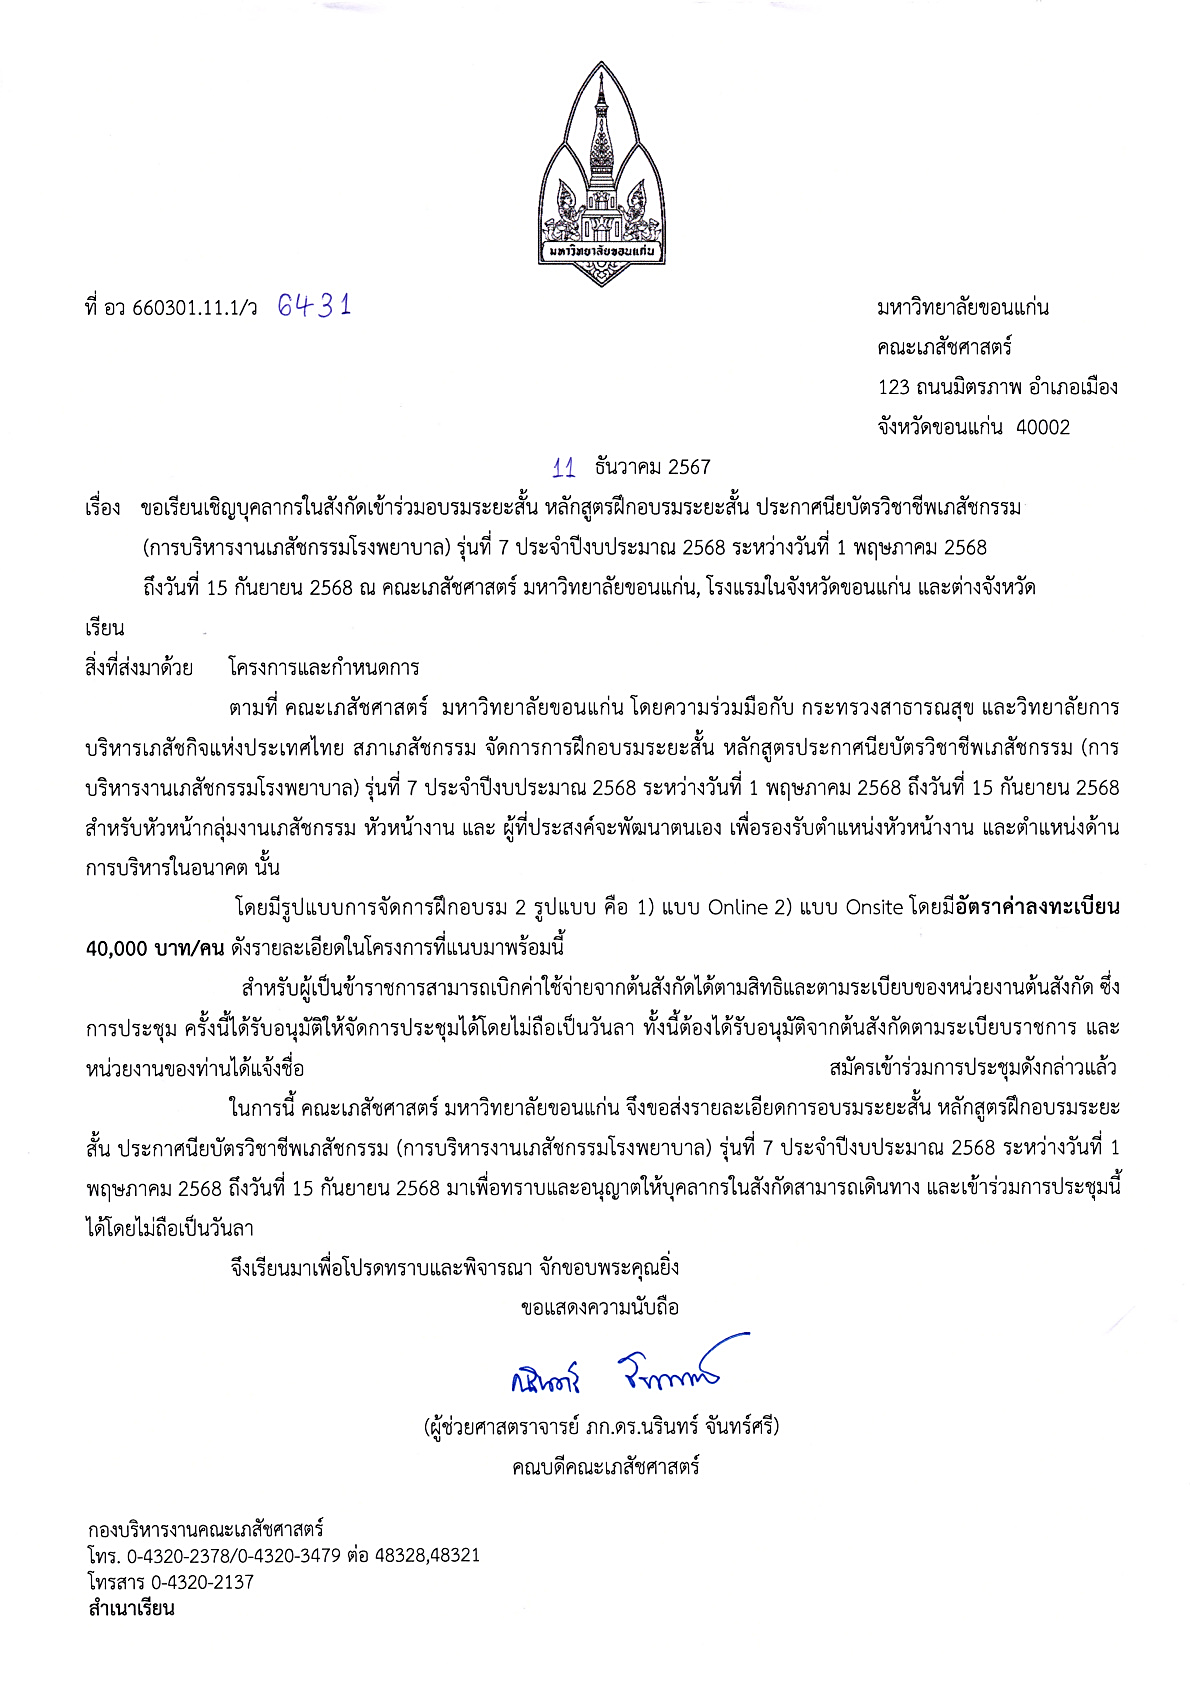 มหาวิทยาลัยขอนแก่น
ที่ อว 660301.11.1/ว 6431
มหาวิทยาลัยขอนแก่น
คณะเภสัชศาสตร์
123 ถนนมิตรภาพ อำเภอเมือง
จังหวัดขอนแก่น 40002
11 ธันวาคม 2567
เรื่อง ขอเรียนเชิญบุคลากรในสังกัดเข้าร่วมอบรมระยะสั้น หลักสูตรฝึกอบรมระยะสั้น ประกาศนียบัตรวิชาชีพเภสัชกรรม
(การบริหารงานเภสัชกรรมโรงพยาบาล) รุ่นที่ 7 ประจำปีงบประมาณ 2568 ระหว่างวันที่ 1 พฤษภาคม 2568
ถึงวันที่ 15 กันยายน 2568 ณ คณะเภสัชศาสตร์ มหาวิทยาลัยขอนแก่น, โรงแรมในจังหวัดขอนแก่น และต่างจังหวัด
เรียน
สิ่งที่ส่งมาด้วย โครงการและกำหนดการ
ตามที่ คณะเภสัชศาสตร์ มหาวิทยาลัยขอนแก่น โดยความร่วมมือกับ กระทรวงสาธารณสุข และวิทยาลัยการ
บริหารเภสัชกิจแห่งประเทศไทย สภาเภสัชกรรม จัดการการฝึกอบรมระยะสั้น หลักสูตรประกาศนียบัตรวิชาชีพเภสัชกรรม (การ
บริหารงานเภสัชกรรมโรงพยาบาล) รุ่นที่ 7 ประจำปีงบประมาณ 2568 ระหว่างวันที่ 1 พฤษภาคม 2568 ถึงวันที่ 15 กันยายน 2568
สำหรับหัวหน้ากลุ่มงานเภสัชกรรม หัวหน้างาน และ ผู้ที่ประสงค์จะพัฒนาตนเอง เพื่อรองรับตำแหน่งหัวหน้างาน และตำแหน่งด้าน
การบริหารในอนาคต นั้น
โดยมีรูปแบบการจัดการฝึกอบรม 2 รูปแบบ คือ 1) แบบ Online 2) แบบ Onsite โดยมีอัตราค่าลงทะเบียน
40,000 บาท/คน ดังรายละเอียดในโครงการที่แนบมาพร้อมนี้
สำหรับผู้เป็นข้าราชการสามารถเบิกค่าใช้จ่ายจากต้นสังกัดได้ตามสิทธิและตามระเบียบของหน่วยงานต้นสังกัด ซึ่ง
การประชุม ครั้งนี้ได้รับอนุมัติให้จัดการประชุมได้โดยไม่ถือเป็นวันลา ทั้งนี้ต้องได้รับอนุมัติจากต้นสังกัดตามระเบียบราชการ และ
หน่วยงานของท่านได้แจ้งชื่อ สมัครเข้าร่วมการประชุมดังกล่าวแล้ว
ในการนี้ คณะเภสัชศาสตร์ มหาวิทยาลัยขอนแก่น จึงขอส่งรายละเอียดการอบรมระยะสั้น หลักสูตรฝึกอบรมระยะ
สั้น ประกาศนียบัตรวิชาชีพเภสัชกรรม (การบริหารงานเภสัชกรรมโรงพยาบาล) รุ่นที่ 7 ประจำปีงบประมาณ 2568 ระหว่างวันที่ 1
พฤษภาคม 2568 ถึงวันที่ 15 กันยายน 2568 มาเพื่อทราบและอนุญาตให้บุคลากรในสังกัดสามารถเดินทาง และเข้าร่วมการประชุมนี้
ได้โดยไม่ถือเป็นวันลา
จึงเรียนมาเพื่อโปรดทราบและพิจารณา จักขอบพระคุณยิ่ง
ขอแสดงความนับถือ
(ผู้ช่วยศาสตราจารย์ ภก.ดร.นรินทร์ จันทร์ศรี)
คณบดีคณะเภสัชศาสตร์
กองบริหารงานคณะเภสัชศาสตร์
โทร. 0-4320-2378/0-4320-3479 ต่อ 48328,48321
โทรสาร 0-4320-2137
สำเนาเรียน